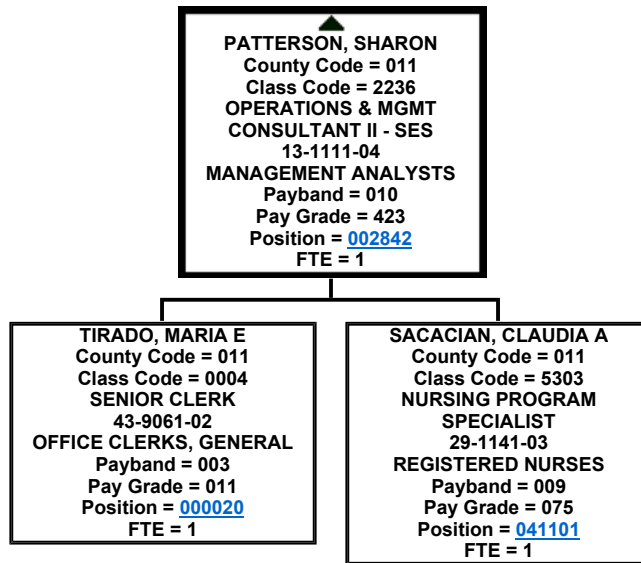 PATTERSON, SHARON
County Code = 011
Class Code = 2236
OPERATIONS & MGMT
CONSULTANT II - SES
13-1111-04
MANAGEMENT ANALYSTS
Payband = 010
Pay Grade = 423
Position = 002842
FTE = 1
TIRADO, MARIA E
County Code = 011
Class Code = 0004
SENIOR CLERK
43-9061-02
OFFICE CLERKS, GENERAL
Payband = 003
Pay Grade = 011
Position = 000020
FTE = 1
SACACIAN, CLAUDIA A
County Code = 011
Class Code = 5303
NURSING PROGRAM
SPECIALIST
29-1141-03
REGISTERED NURSES
Payband = 009
Pay Grade = 075
Position = 041101
FTE = 1